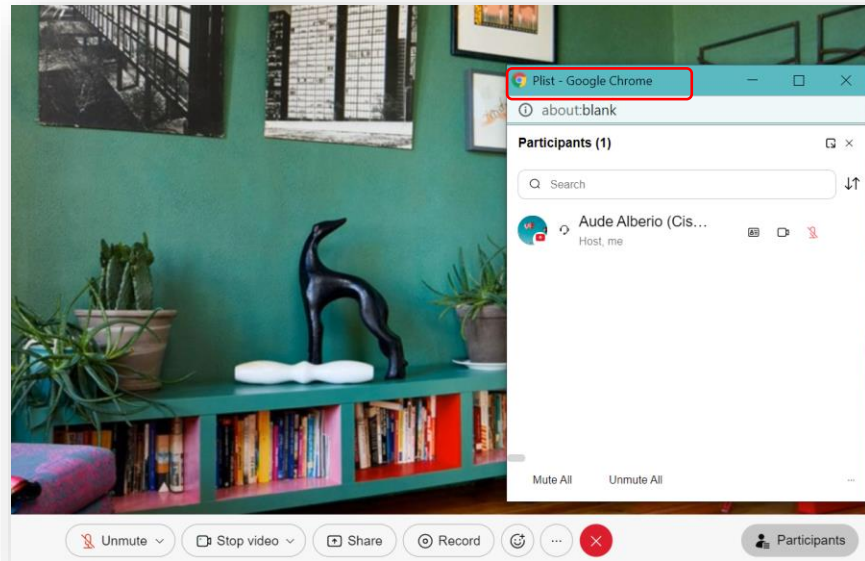 Plist - Google Chrome
about:blank
Participants (1)
Search
Aude Alberio (Cis...
Host, me
Mute All Unmute All
Unmute Stop video Share Record Participants